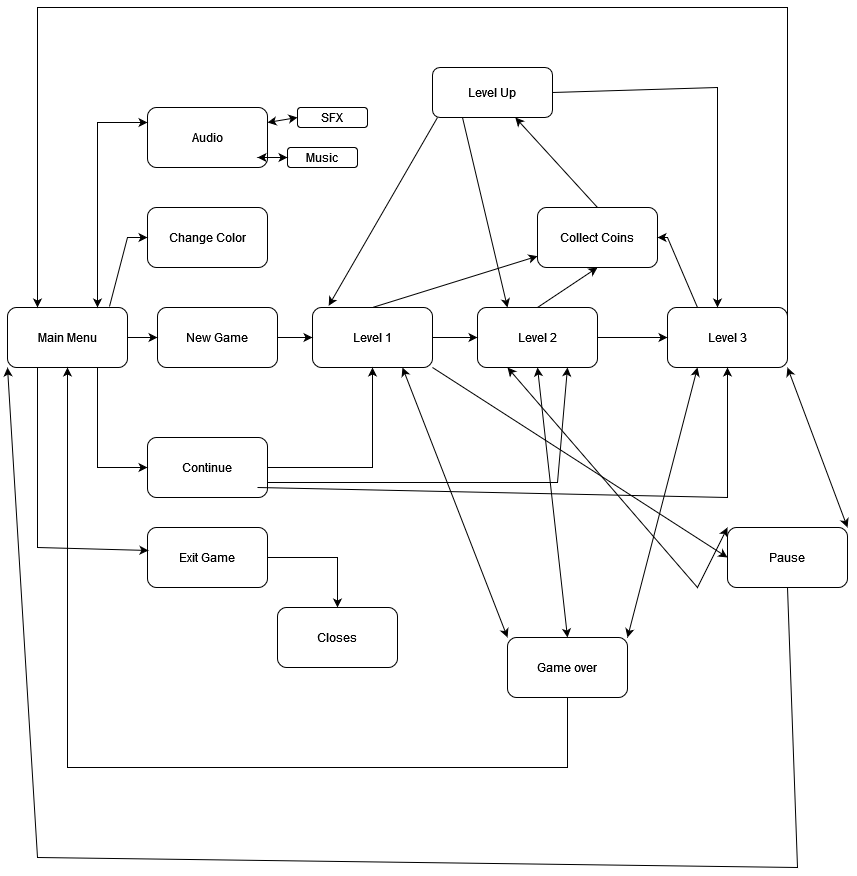 Level Up
Audio
SFX
Music
Change Color
Collect Coins
Main Menu
New Game
Level 1
Level 2
Level 3
Continue
Exit Game
Pause
Closes
Game over